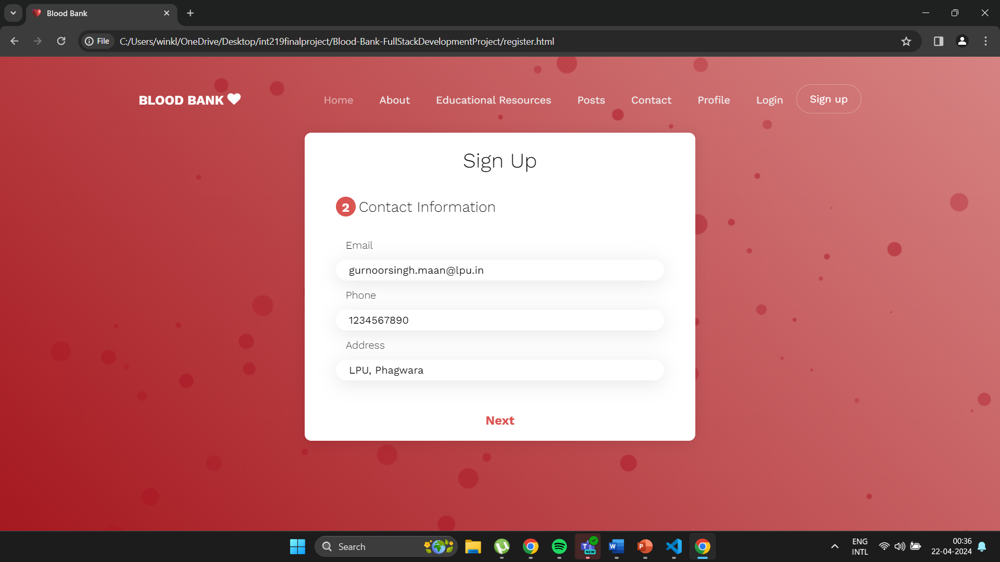 Blood Bank
File
C:/Users/winkl/OneDrive/Desktop/int219finalproject/Blood-Bank-FullStackDevelopmentProject/register.html
BLOOD BANK
Home
About
Educational Resources
Posts
Contact
Profile
Login
Sign up
Sign Up
2 Contact Information
Email
gurnoorsingh.maan@lpu.in
Phone
1234567890
Address
LPU, Phagwara
Next
Search
T
NEW
W
P
ENG
INTL
00:36
22-04-2024